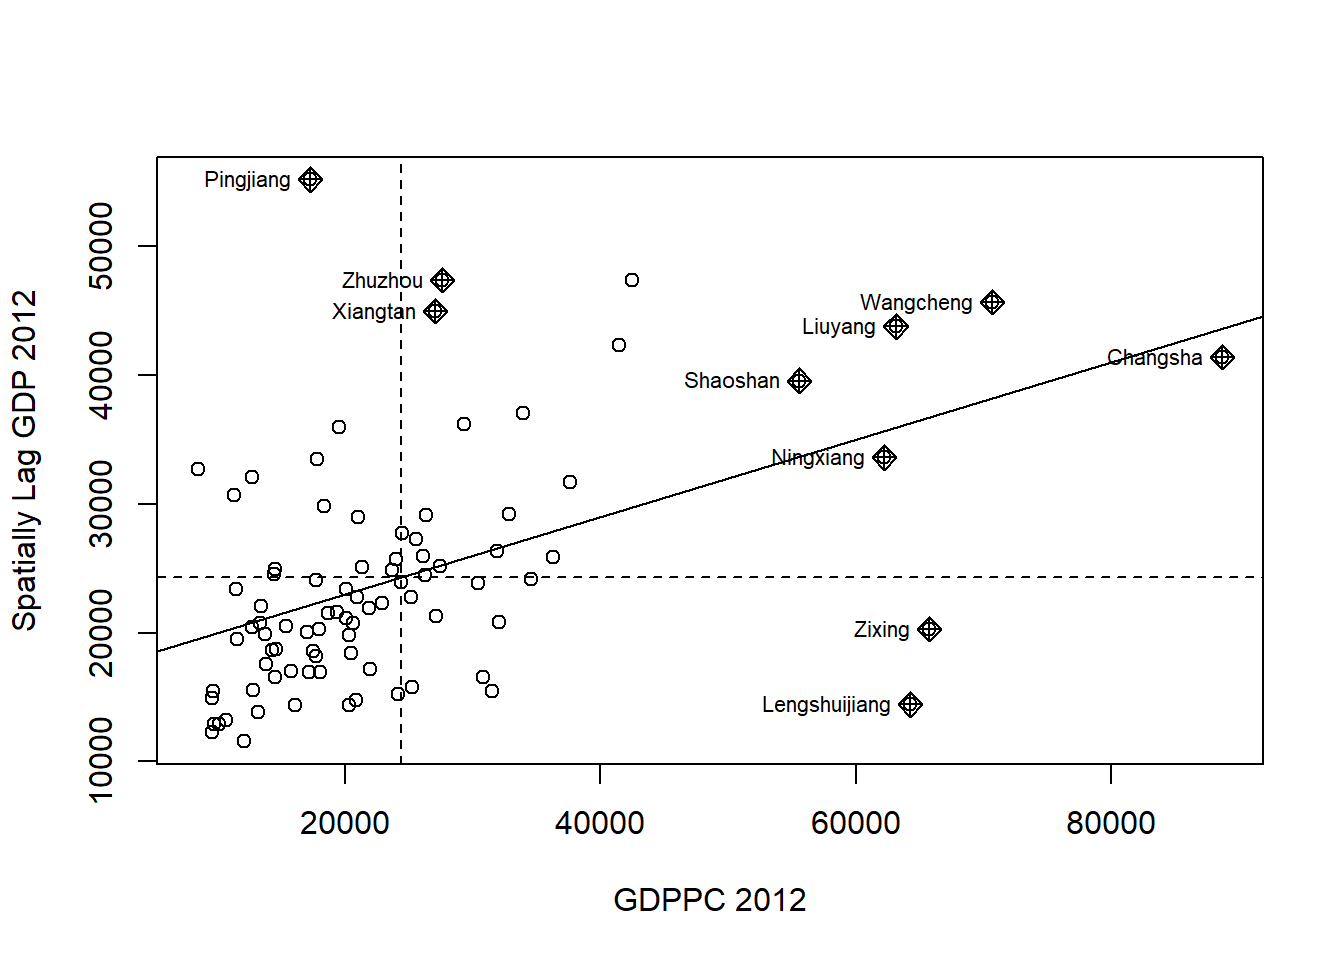 Pingjiang
Zhuzhou
Xiangtan
Wangcheng
Liuyang
Changsha
Shaoshan
Ningxiang
Zixing
Lengshuijiang
Spatially Lag GDP 2012
50000
40000
30000
20000
10000
20000 40000 60000 80000
GDPPC 2012